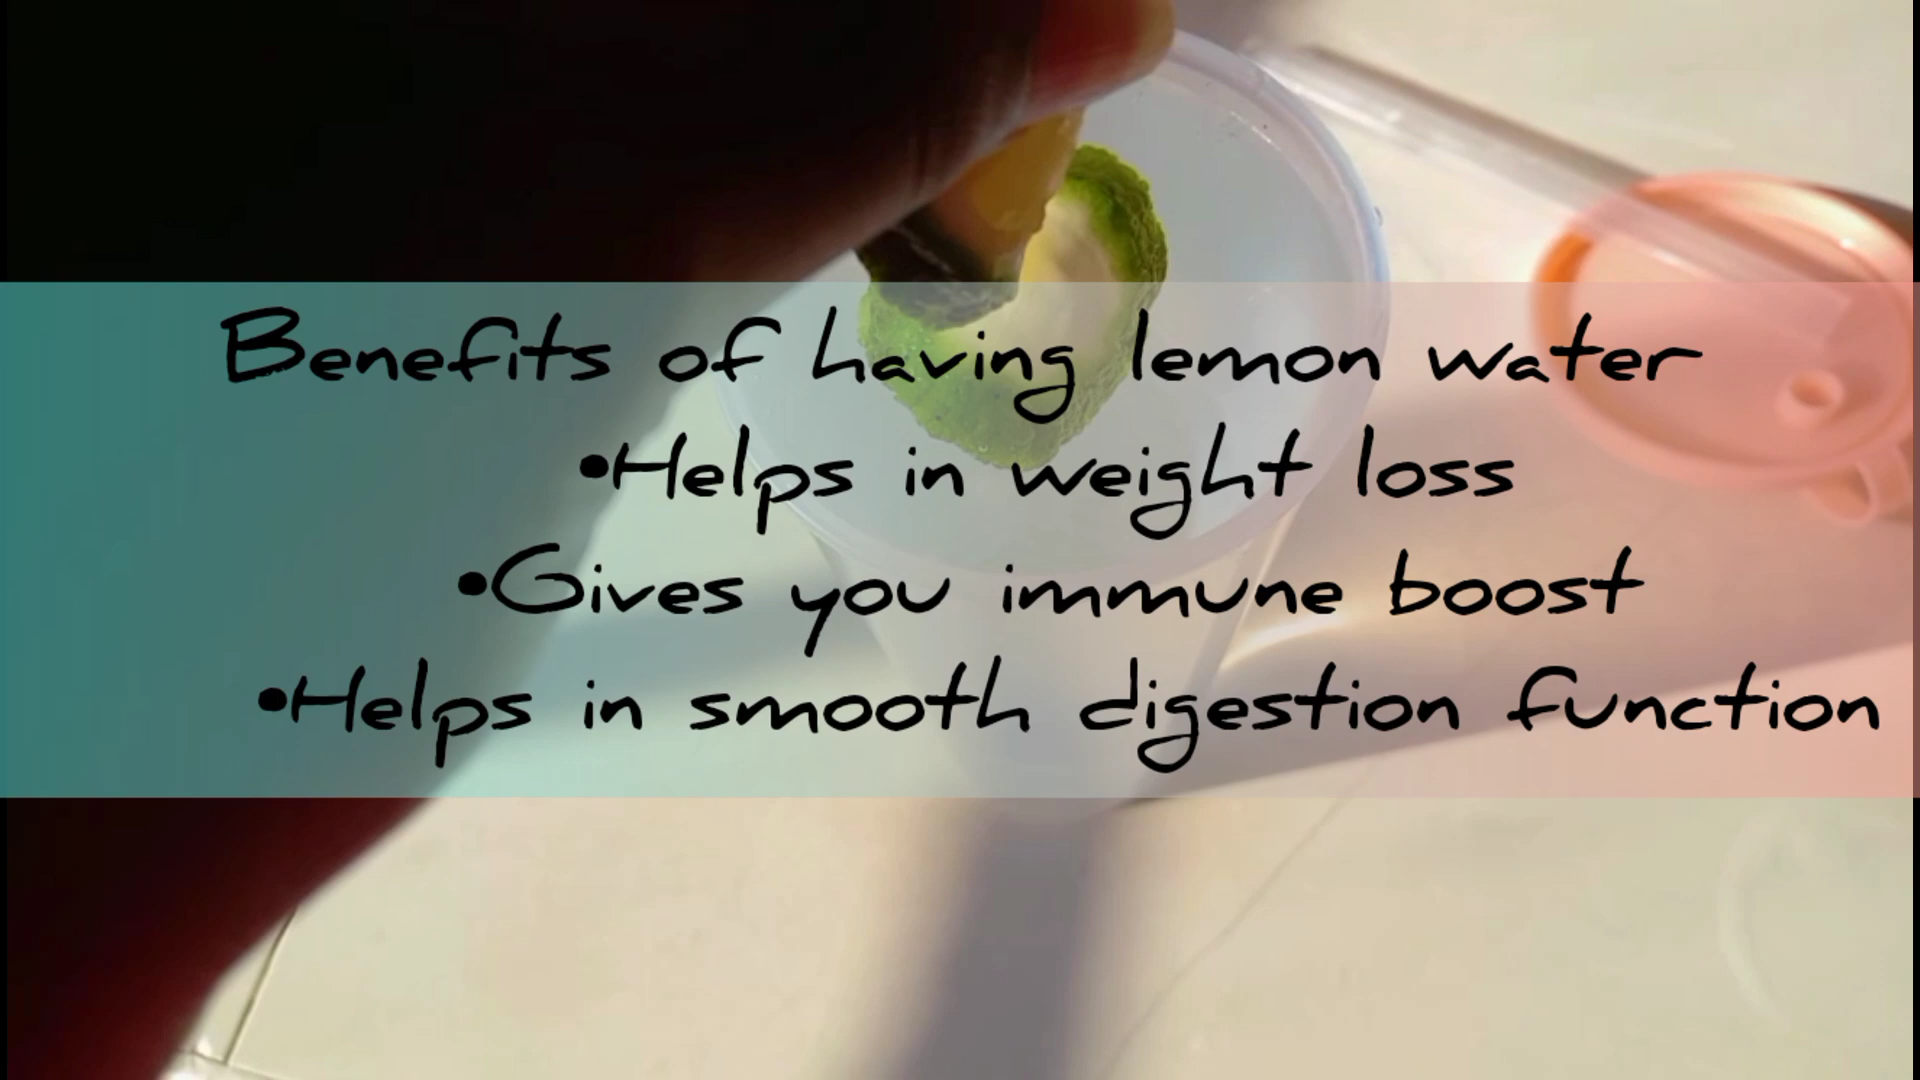 Benefits of having lemon water
•Helps in weight loss
•Gives you immune boost
•Helps in smooth digestion function